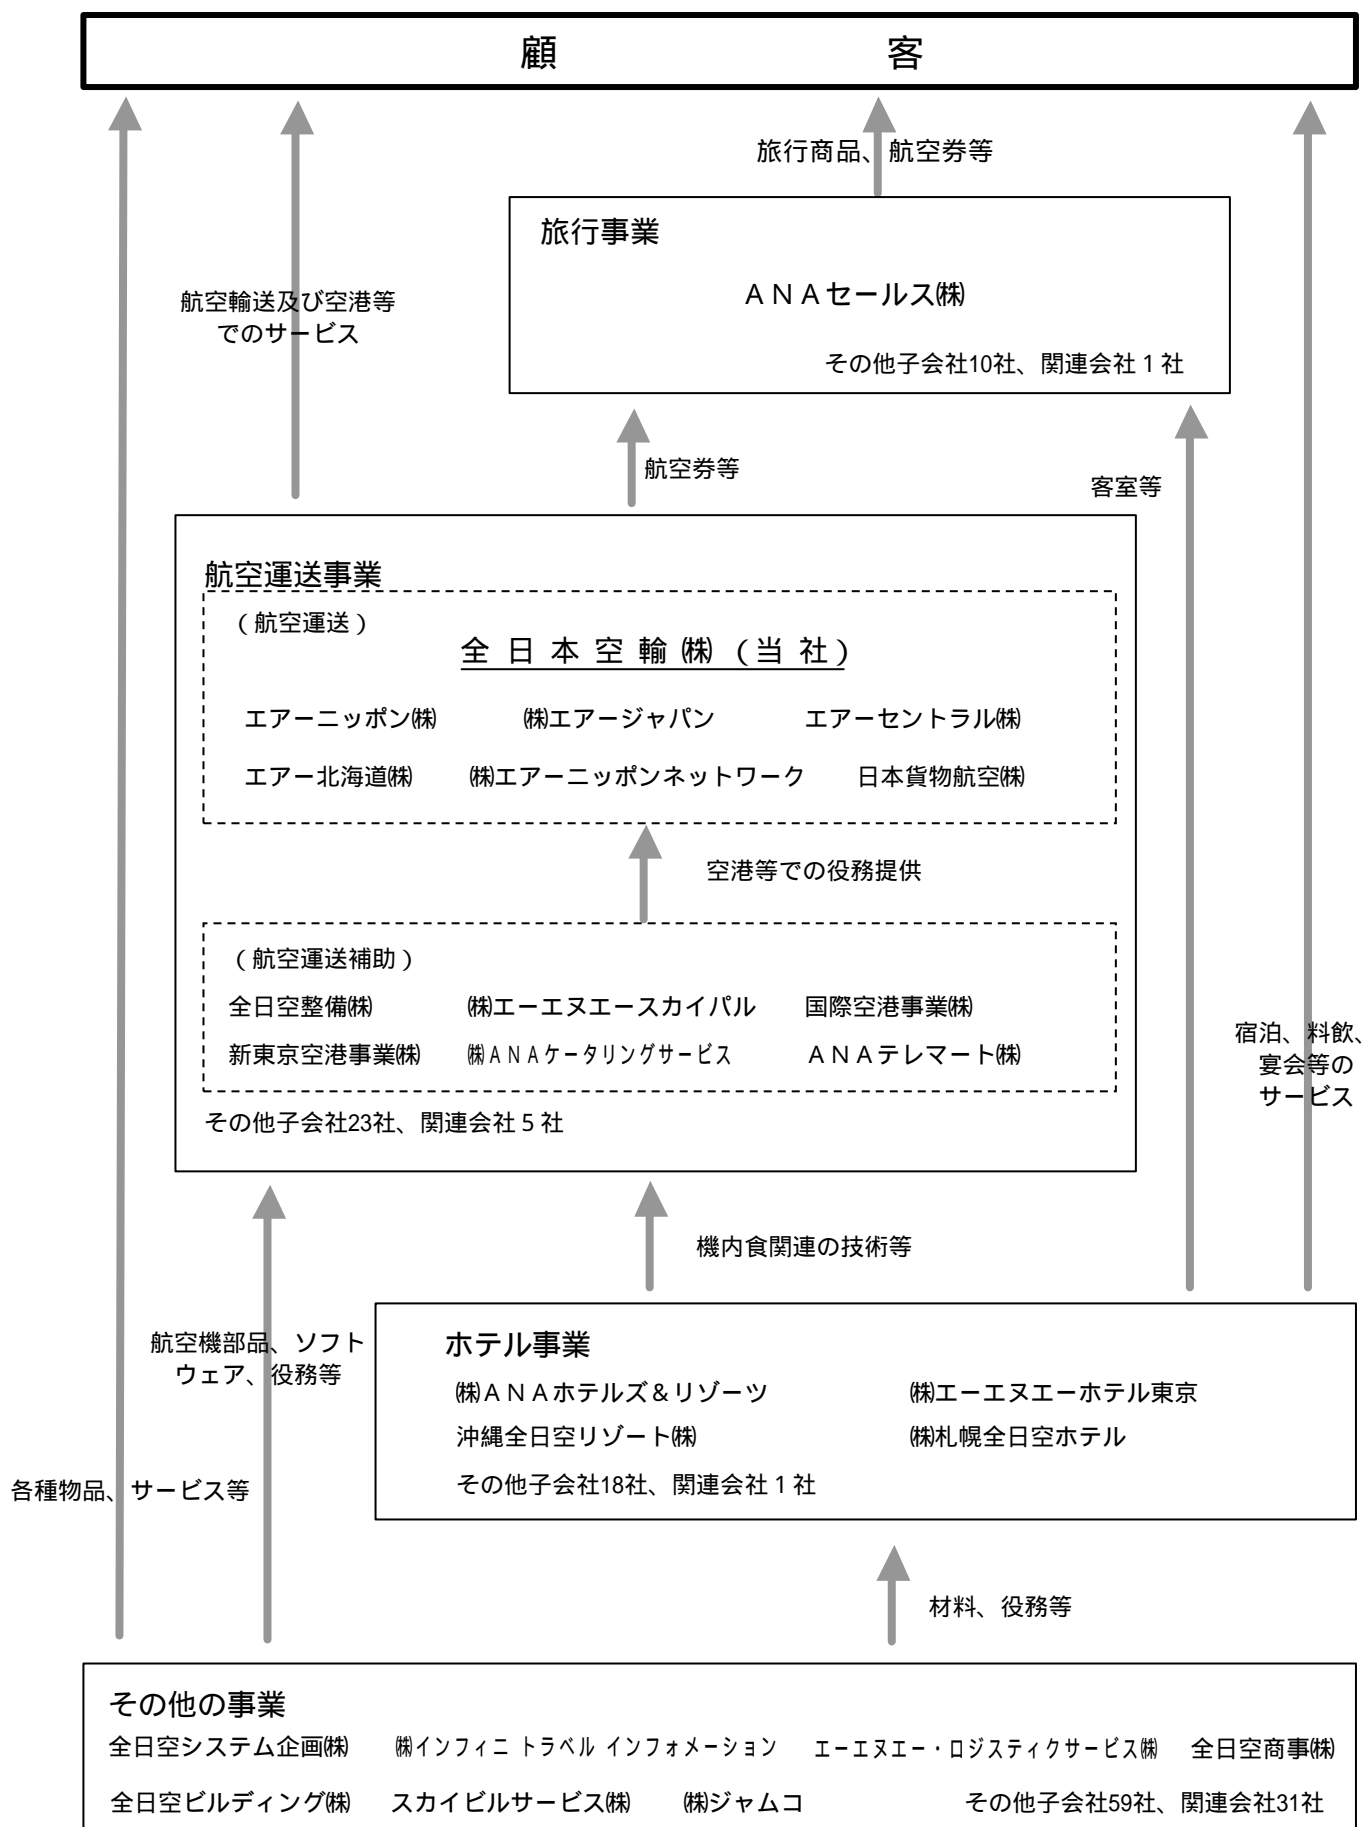 顧　客
旅行商品、航空券等
旅行事業
ＡＮＡセールス㈱
その他子会社10社、関連会社１社
航空輸送及び空港等
でのサービス
航空券等
客室等
航空運送事業
（航空運送）
全日本空輸㈱（当社）
エアーニッポン㈱　㈱エアージャパン　エアーセントラル㈱
エアー北海道㈱　㈱エアーニッポンネットワーク　日本貨物航空㈱
空港等での役務提供
（航空運送補助）
全日空整備㈱　㈱エーエヌエースカイパル　国際空港事業㈱
新東京空港事業㈱　㈱ＡＮＡケータリングサービス　ＡＮＡテレマート㈱
その他子会社23社、関連会社５社
宿泊、料飲、
宴会等の
サービス
機内食関連の技術等
航空機部品、ソフト
ウェア、役務等
ホテル事業
㈱ＡＮＡホテルズ＆リゾーツ　㈱エーエヌエーホテル東京
沖縄全日空リゾート㈱　㈱札幌全日空ホテル
その他子会社18社、関連会社１社
各種物品、サービス等
材料、役務等
その他の事業
全日空システム企画㈱　㈱インフィニ トラベル インフォメーション　エーエヌエー・ロジスティクサービス㈱　全日空商事㈱
全日空ビルディング㈱　スカイビルサービス㈱　㈱ジャムコ　その他子会社59社、関連会社31社